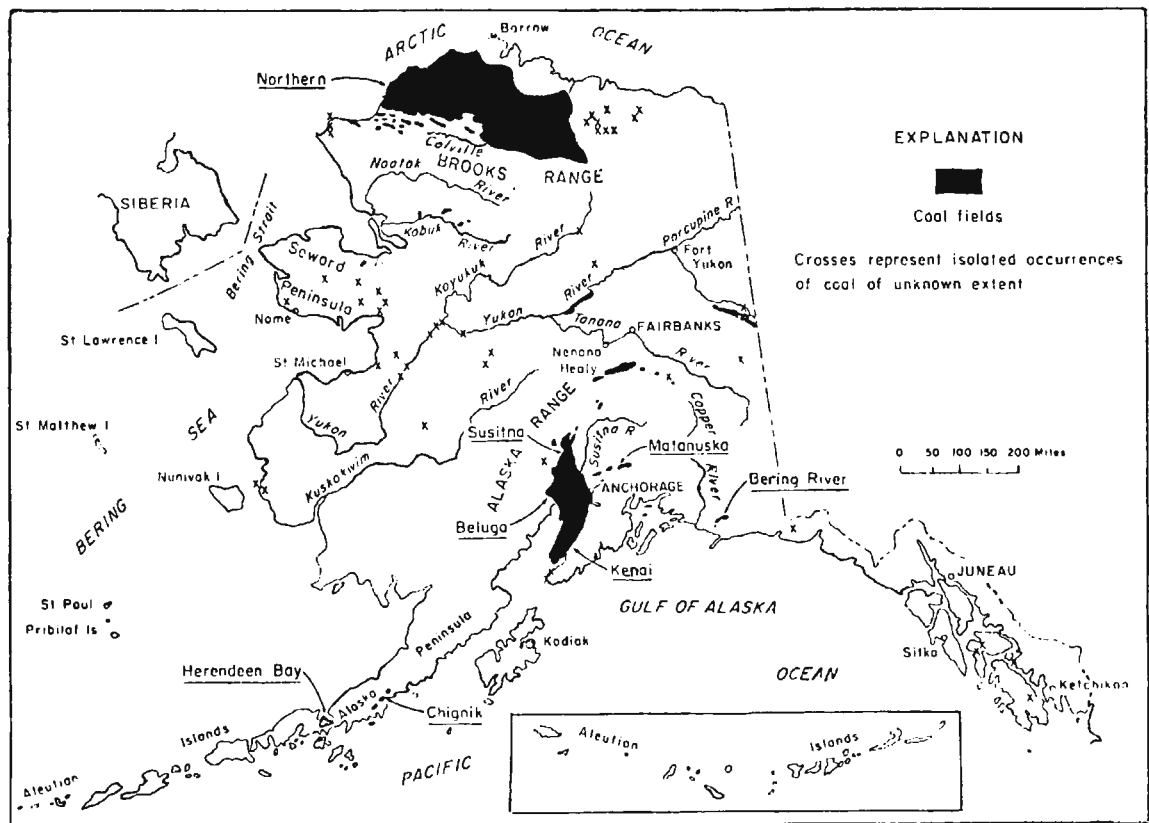 ARCTIC
OCEAN
Barrow
Northern
Colville
BROOKS
RANGE
Noatak
River
Kobuk
River
SIBERIA
Bering Strait
Seward
Peninsula
Nome
Koyukuk
River
Porcupine R
Fort
Yukon
EXPLANATION
Coal fields
Crosses represent isolated occurrences
of coal of unknown extent
St Lawrence I
Yukon
River
Tanana
River
FAIRBANKS
Nenana
Healy
St Michael
Yukon
River
River
Kuskokwim
St Matthew I
SEA
BERING
Nunivak I
ALASKA
RANGE
Susitna
Susitna R
Matanuska
Copper
River
ANCHORAGE
Bering River
0 50 100 150 200 Miles
Beluga
Kenai
GULF OF ALASKA
JUNEAU
Sitka
Ketchikan
St Paul
Pribilof Is
Peninsula
Kodiak
OCEAN
Herendeen Bay
Alaska
Chignik
PACIFIC
Islands
Aleutian
Aleutian
Islands